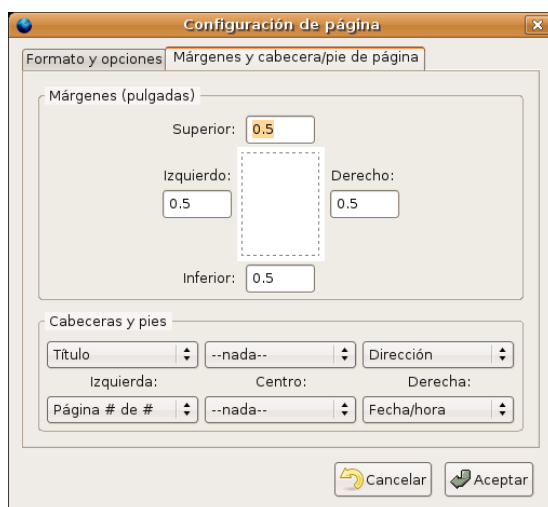 Configuración de página
Formato y opciones Márgenes y cabecera/pie de página
Márgenes (pulgadas)
Superior: 0.5
Izquierdo: Derecho:
0.5 0.5
Inferior: 0.5
Cabeceras y pies
Título --nada-- Dirección
Izquierda: Centro: Derecha:
Página # de # --nada-- Fecha/hora
Cancelar Aceptar